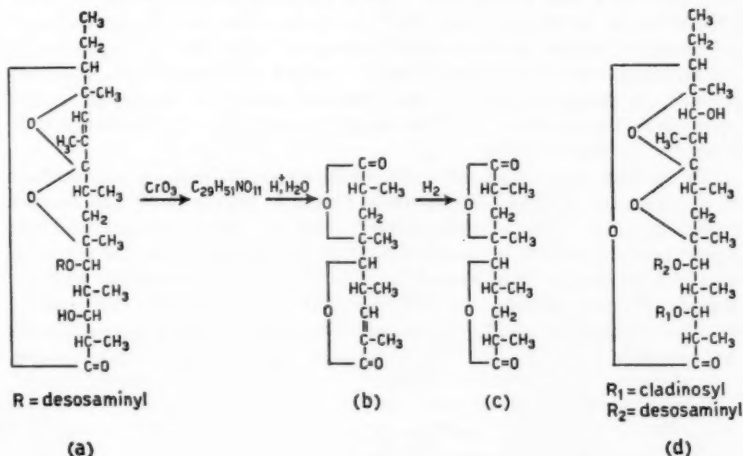 CH₃
CH₂
CH
C-CH₃
CH
O
H₃C-C
C
HC-CH₃
O
CH₂
C-CH₃
RO-CH
HC-CH₃
HO-CH
HC-CH₃
C=O
R = desosaminyl
(a)
CrO₃
C₂₉H₅₁NO₁₁
H⁺,H₂O
C=O
HC-CH₃
O
CH₂
C-CH₃
CH
HC-CH₃
O
CH
C-CH₃
C=O
(b)
H₂
C=O
HC-CH₃
O
CH₂
C-CH₃
CH
HC-CH₃
O
CH₂
HC-CH₃
C=O
(c)
CH₃
CH₂
CH
C-CH₃
CH-OH
O
H₃C-CH
C
HC-CH₃
O
CH₂
O
C-CH₃
R₂O-CH
HC-CH₃
R₁O-CH
HC-CH₃
C=O
R₁ = cladinosyl
R₂ = desosaminyl
(d)